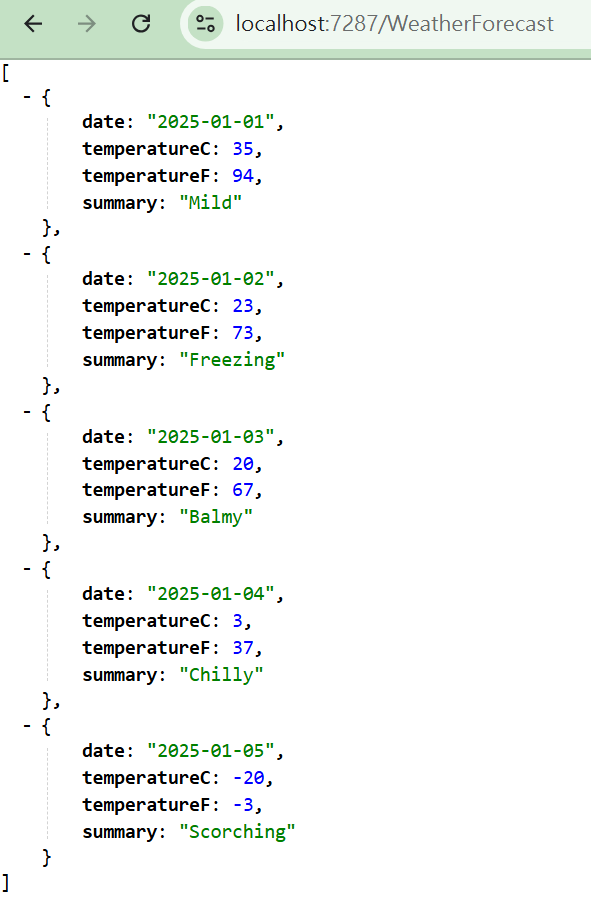 localhost:7287/WeatherForecast
[
- {
date: "2025-01-01",
temperatureC: 35,
temperatureF: 94,
summary: "Mild"
},
- {
date: "2025-01-02",
temperatureC: 23,
temperatureF: 73,
summary: "Freezing"
},
- {
date: "2025-01-03",
temperatureC: 20,
temperatureF: 67,
summary: "Balmy"
},
- {
date: "2025-01-04",
temperatureC: 3,
temperatureF: 37,
summary: "Chilly"
},
- {
date: "2025-01-05",
temperatureC: -20,
temperatureF: -3,
summary: "Scorching"
}
]